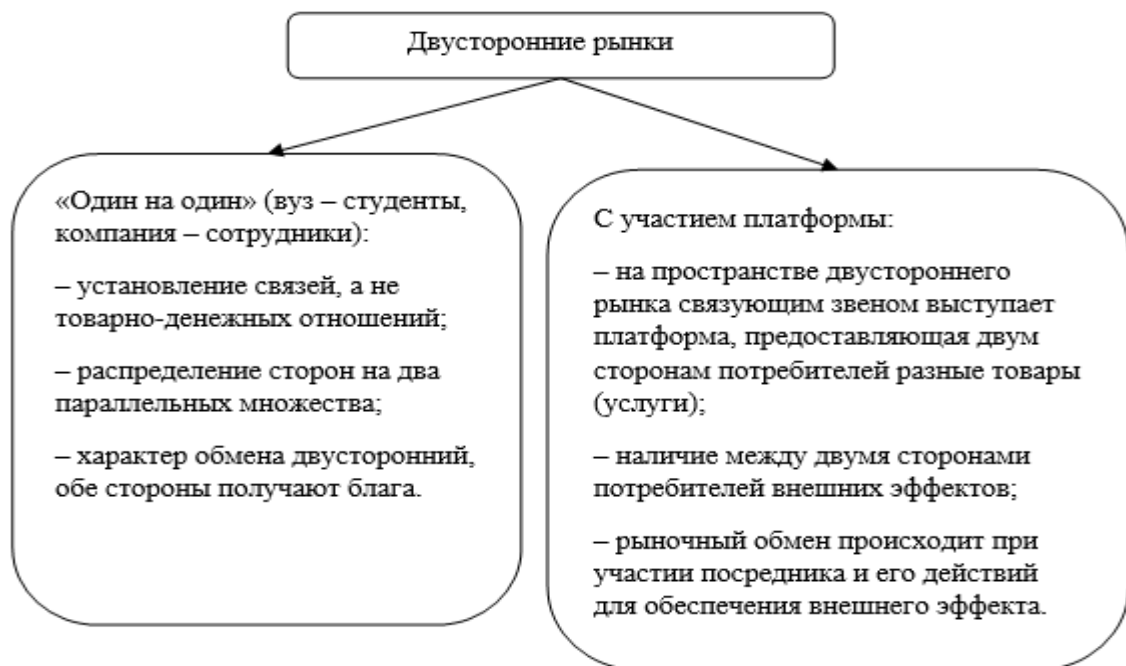 Двусторонние рынки
«Один на один» (вуз – студенты,
компания – сотрудники):
– установление связей, а не
товарно-денежных отношений;
– распределение сторон на два
параллельных множества;
– характер обмена двусторонний,
обе стороны получают блага.
С участием платформы:
– на пространстве двустороннего
рынка связующим звеном выступает
платформа, предоставляющая двум
сторонам потребителей разные товары
(услуги);
– наличие между двумя сторонами
потребителей внешних эффектов;
– рыночный обмен происходит при
участии посредника и его действий
для обеспечения внешнего эффекта.